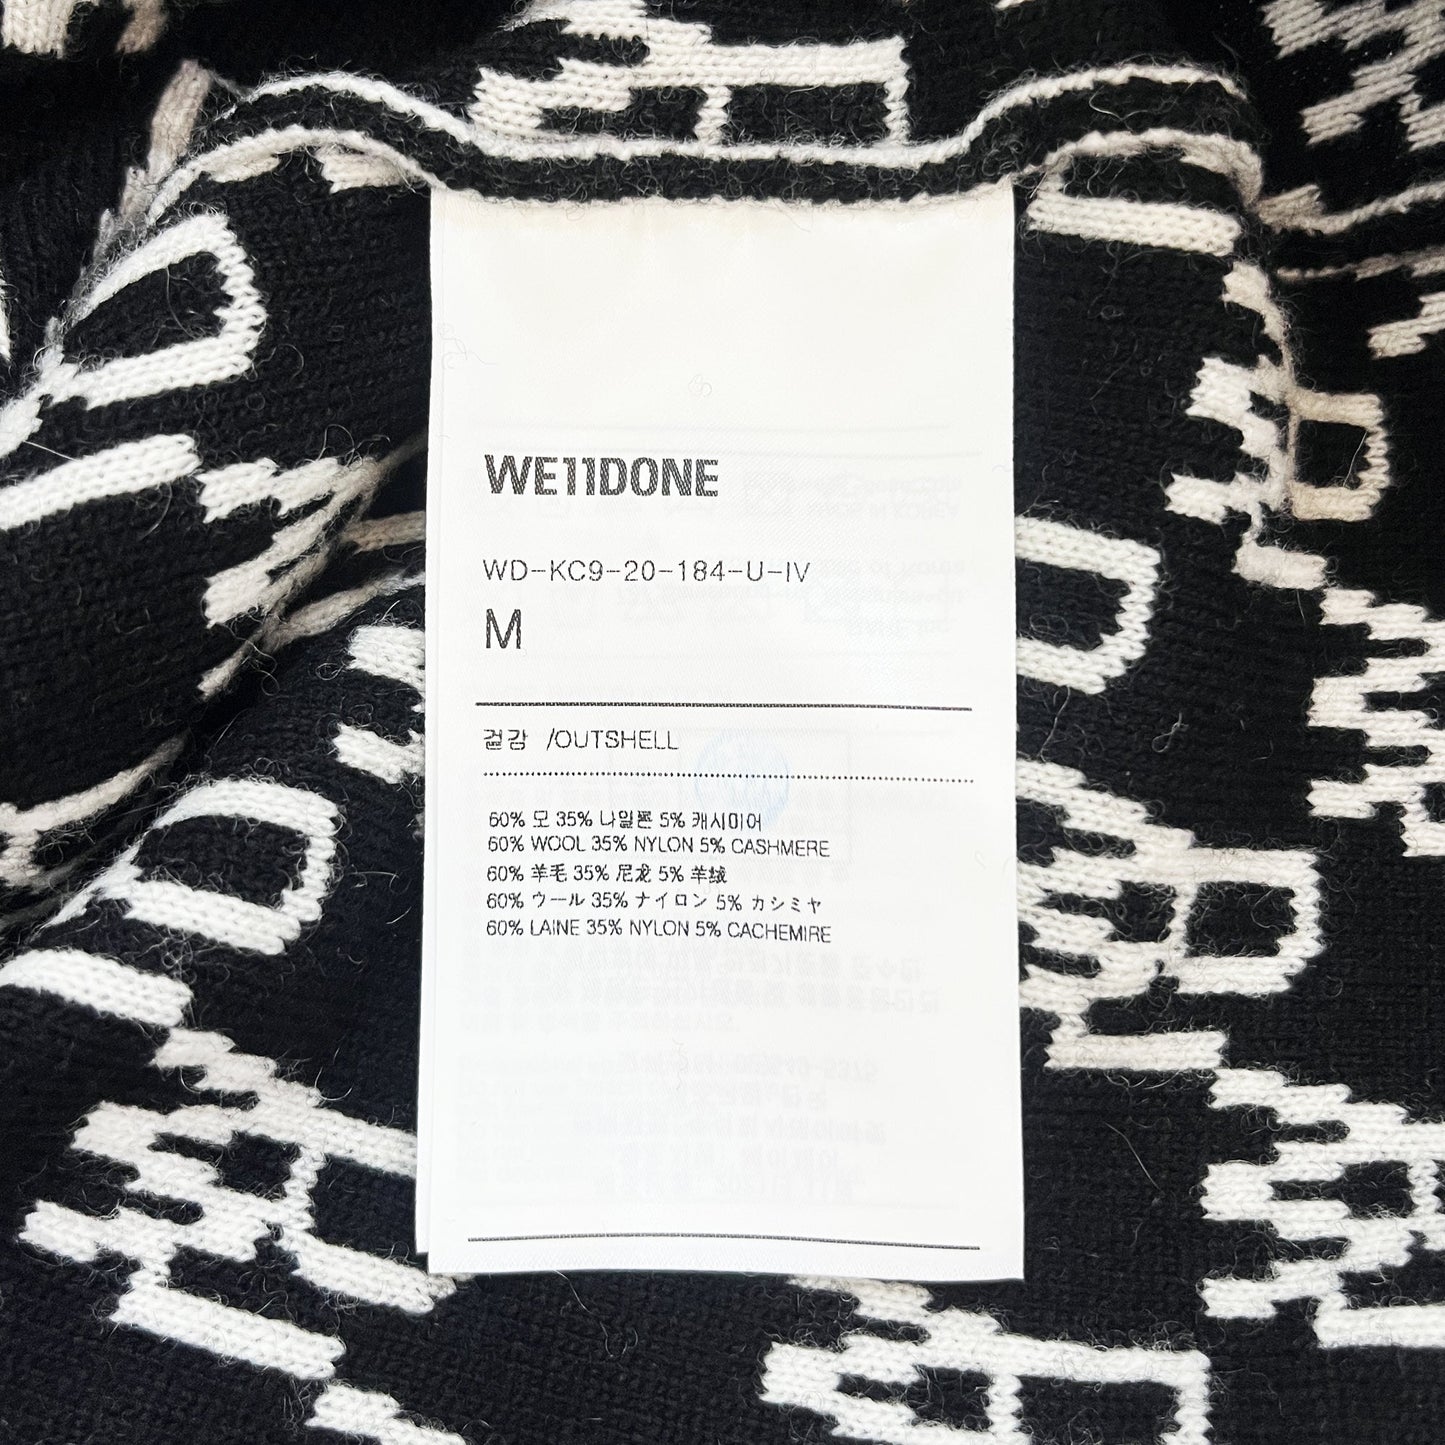 WE11DONE
WD-KC9-20-184-U-IV
M
겉감 /OUTSHELL
60% 모 35% 나일론 5% 캐시미어
60% WOOL 35% NYLON 5% CASHMERE
60% 羊毛 35% 尼龙 5% 羊绒
60% ウール 35% ナイロン 5% カシミヤ
60% LAINE 35% NYLON 5% CACHEMIRE